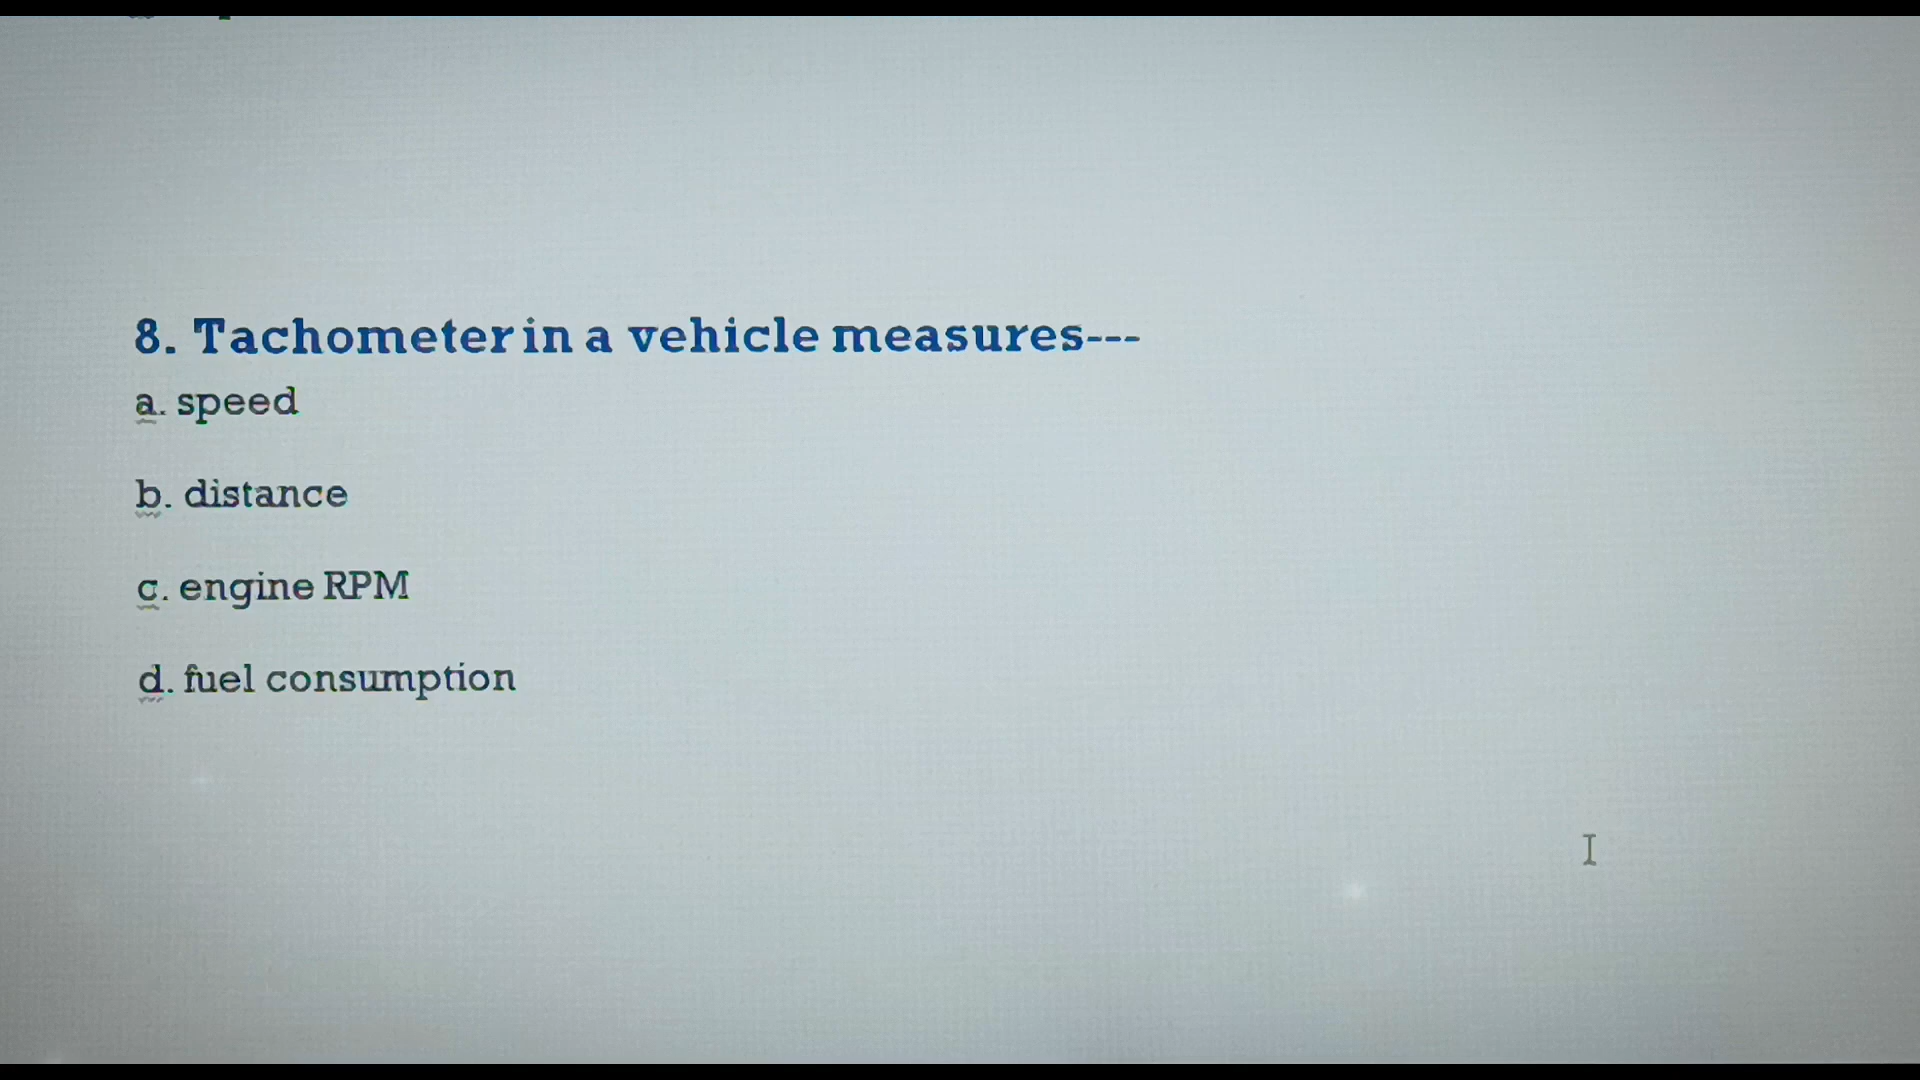 8. Tachometer in a vehicle measures---
a. speed
b. distance
c. engine RPM
d. fuel consumption